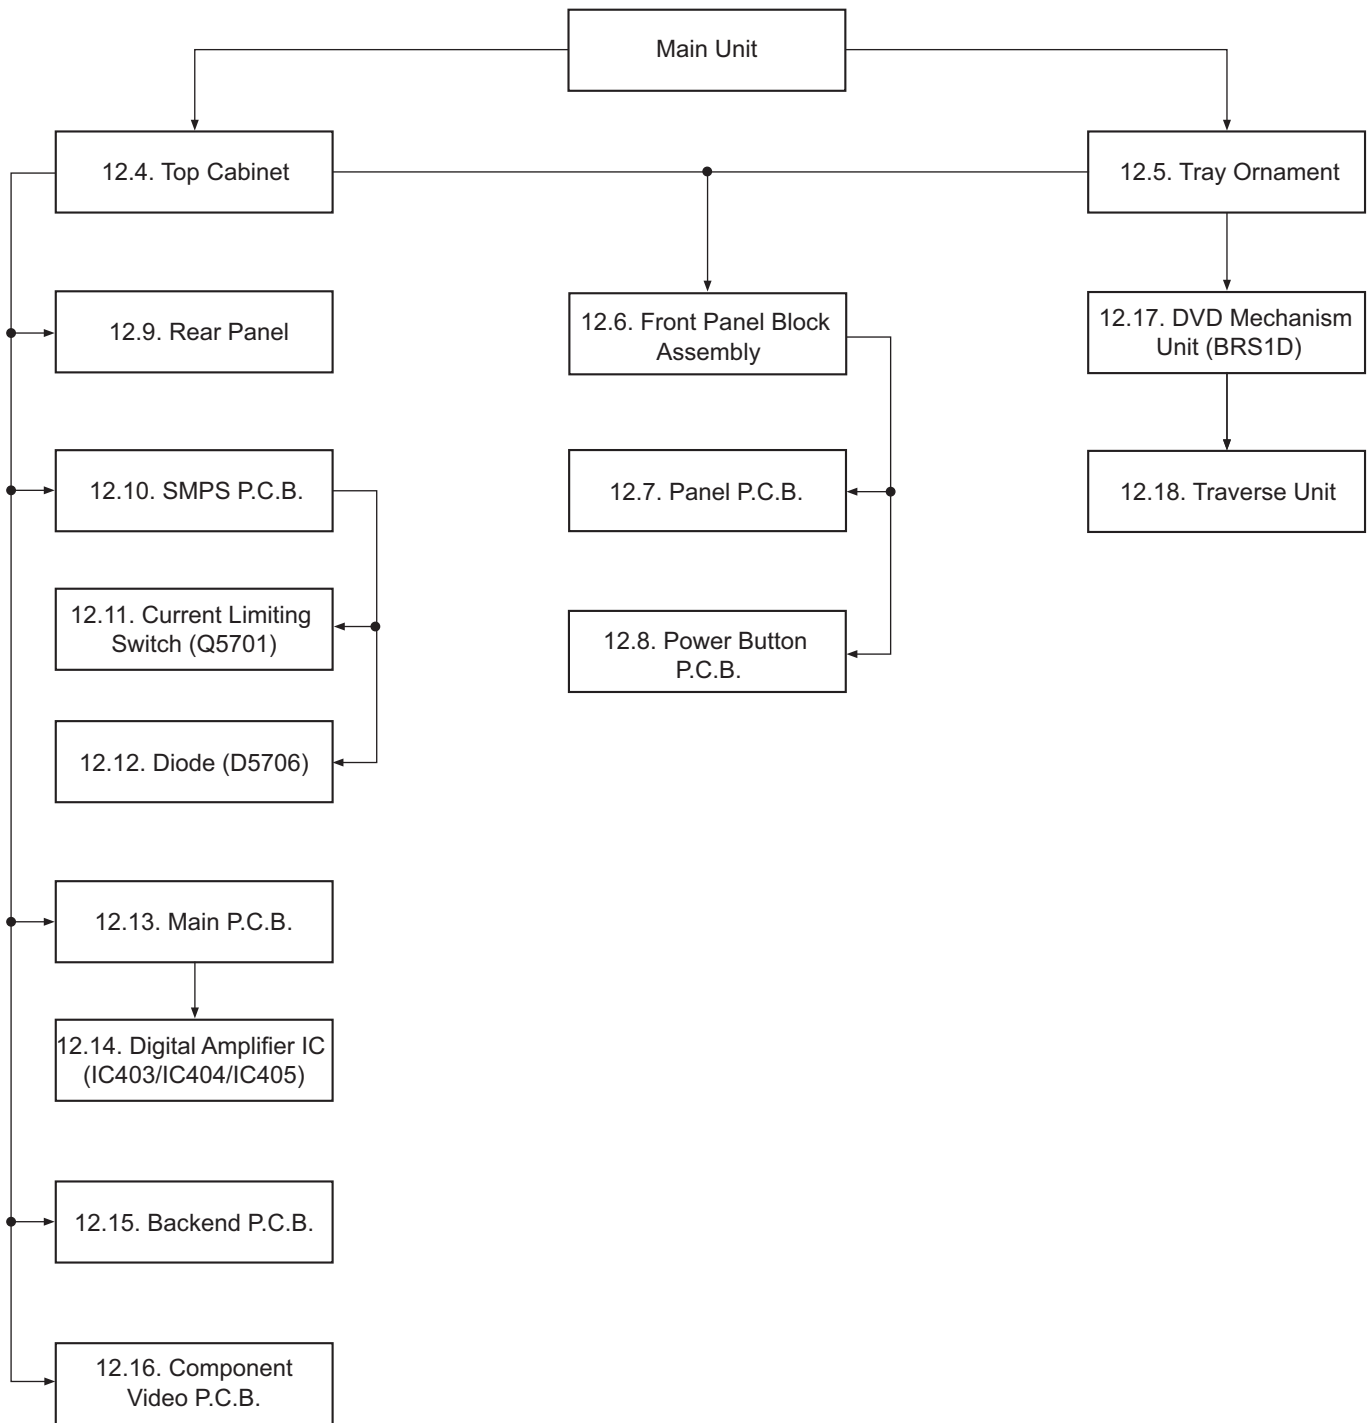 Main Unit
12.4. Top Cabinet
12.5. Tray Ornament
12.9. Rear Panel
12.6. Front Panel Block
Assembly
12.17. DVD Mechanism
Unit (BRS1D)
12.10. SMPS P.C.B.
12.7. Panel P.C.B.
12.18. Traverse Unit
12.11. Current Limiting
Switch (Q5701)
12.8. Power Button
P.C.B.
12.12. Diode (D5706)
12.13. Main P.C.B.
12.14. Digital Amplifier IC
(IC403/IC404/IC405)
12.15. Backend P.C.B.
12.16. Component
Video P.C.B.